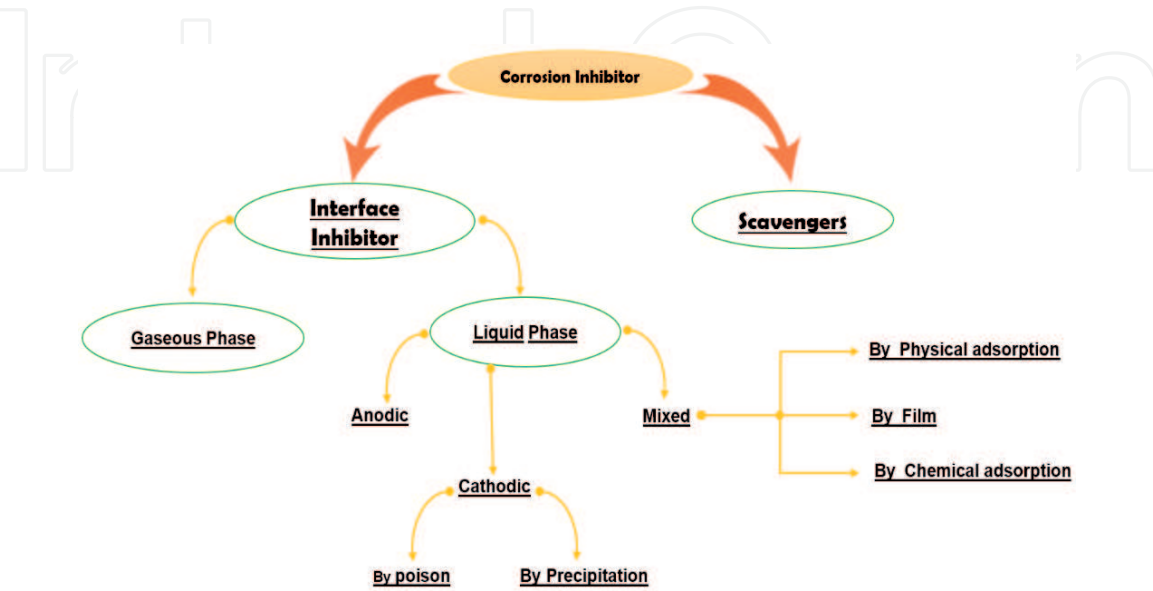 Corrosion Inhibitor
Interface
Inhibitor
Scavengers
Gaseous Phase
Liquid Phase
By Physical adsorption
Anodic
Mixed
By Film
By Chemical adsorption
Cathodic
By poison
By Precipitation